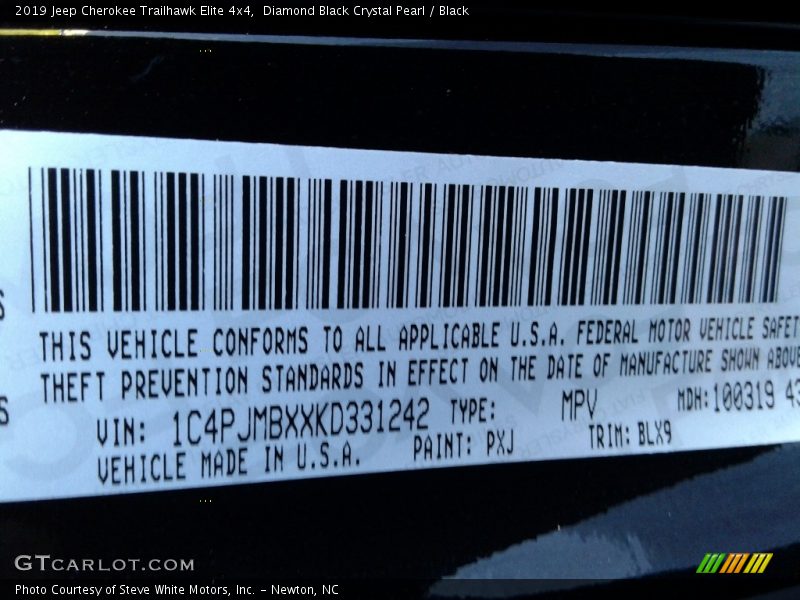 2019 Jeep Cherokee Trailhawk Elite 4x4,  Diamond Black Crystal Pearl / Black
THIS VEHICLE CONFORMS TO ALL APPLICABLE U.S.A. FEDERAL MOTOR VEHICLE SAFET
THEFT PREVENTION STANDARDS IN EFFECT ON THE DATE OF MANUFACTURE SHOWN ABOVE
VIN: 1C4PJMBXXKD331242 TYPE: MPV MDH:100319 43
VEHICLE MADE IN U.S.A. PAINT: PXJ TRIM: BLX9
GTCARLOT.COM
Photo Courtesy of Steve White Motors, Inc. – Newton, NC